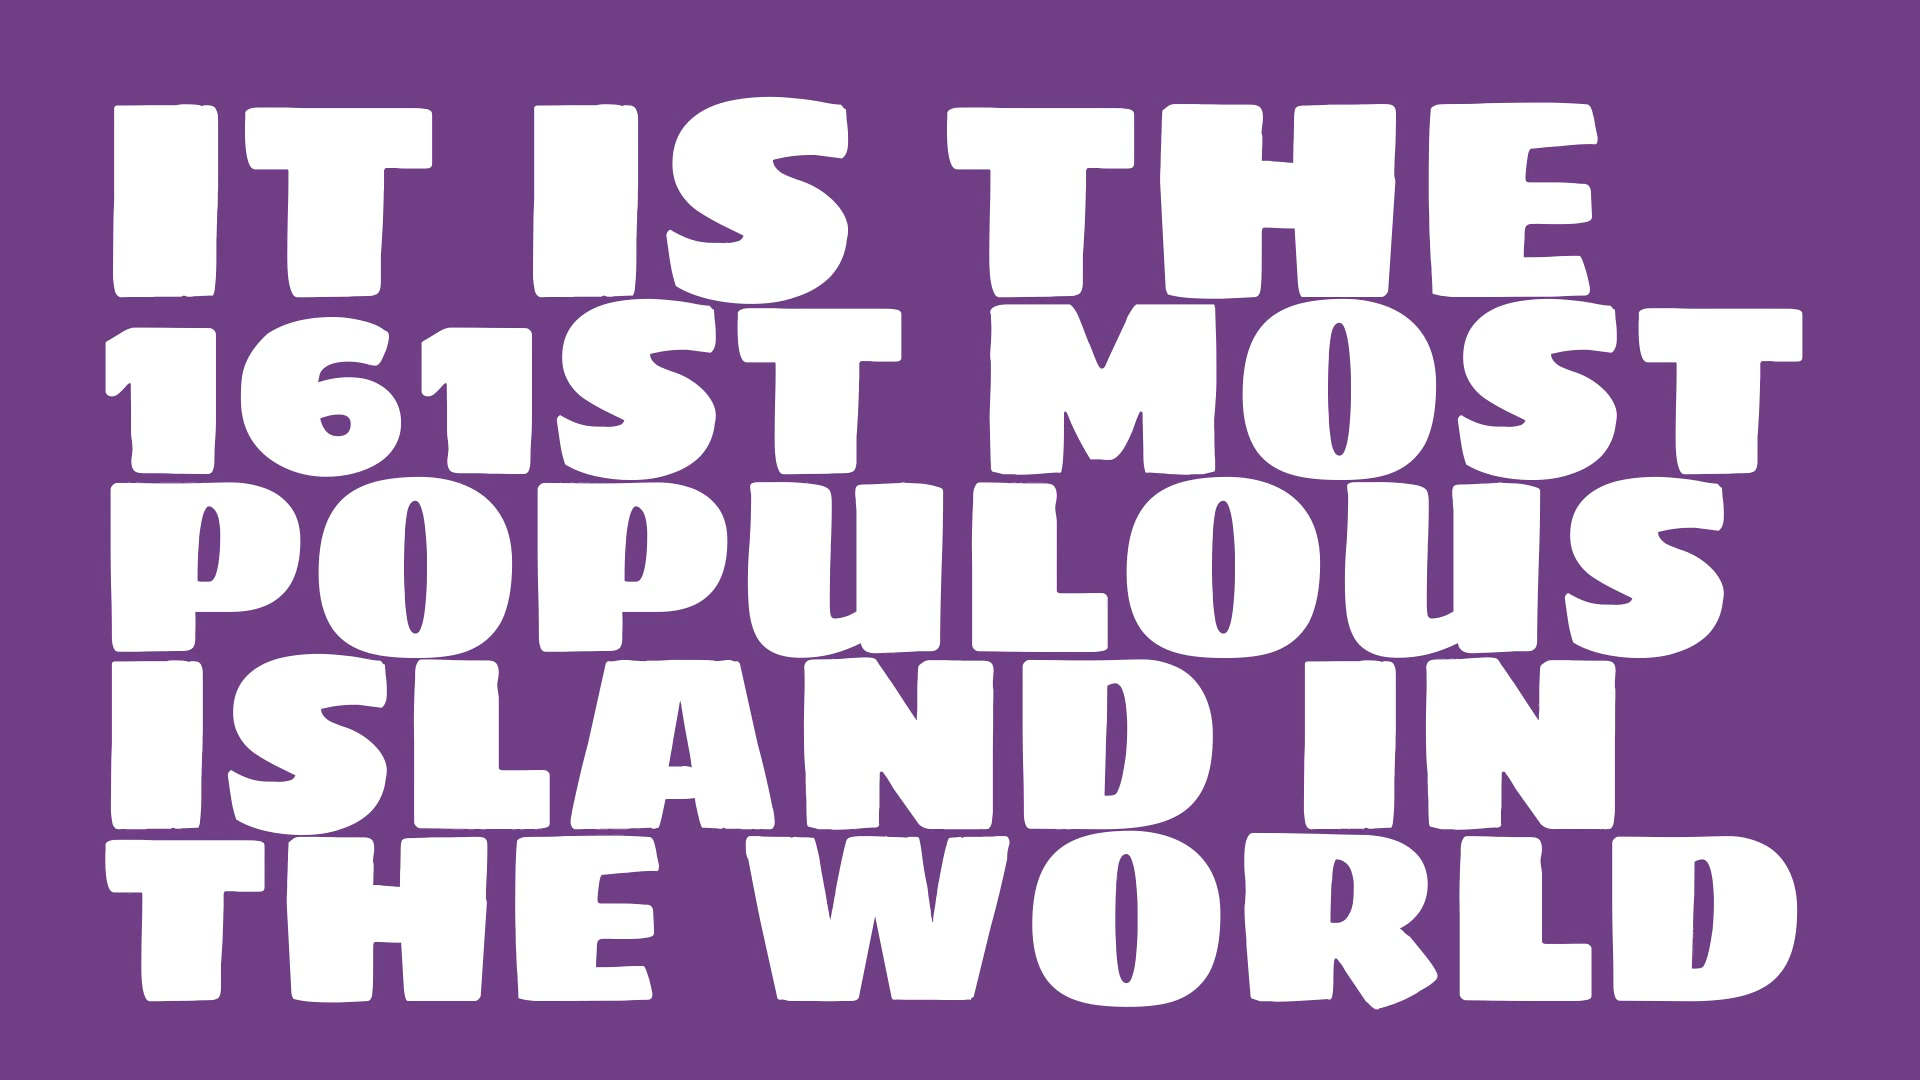 IT IS THE
161ST MOST
POPULOUS
ISLAND IN
THE WORLD